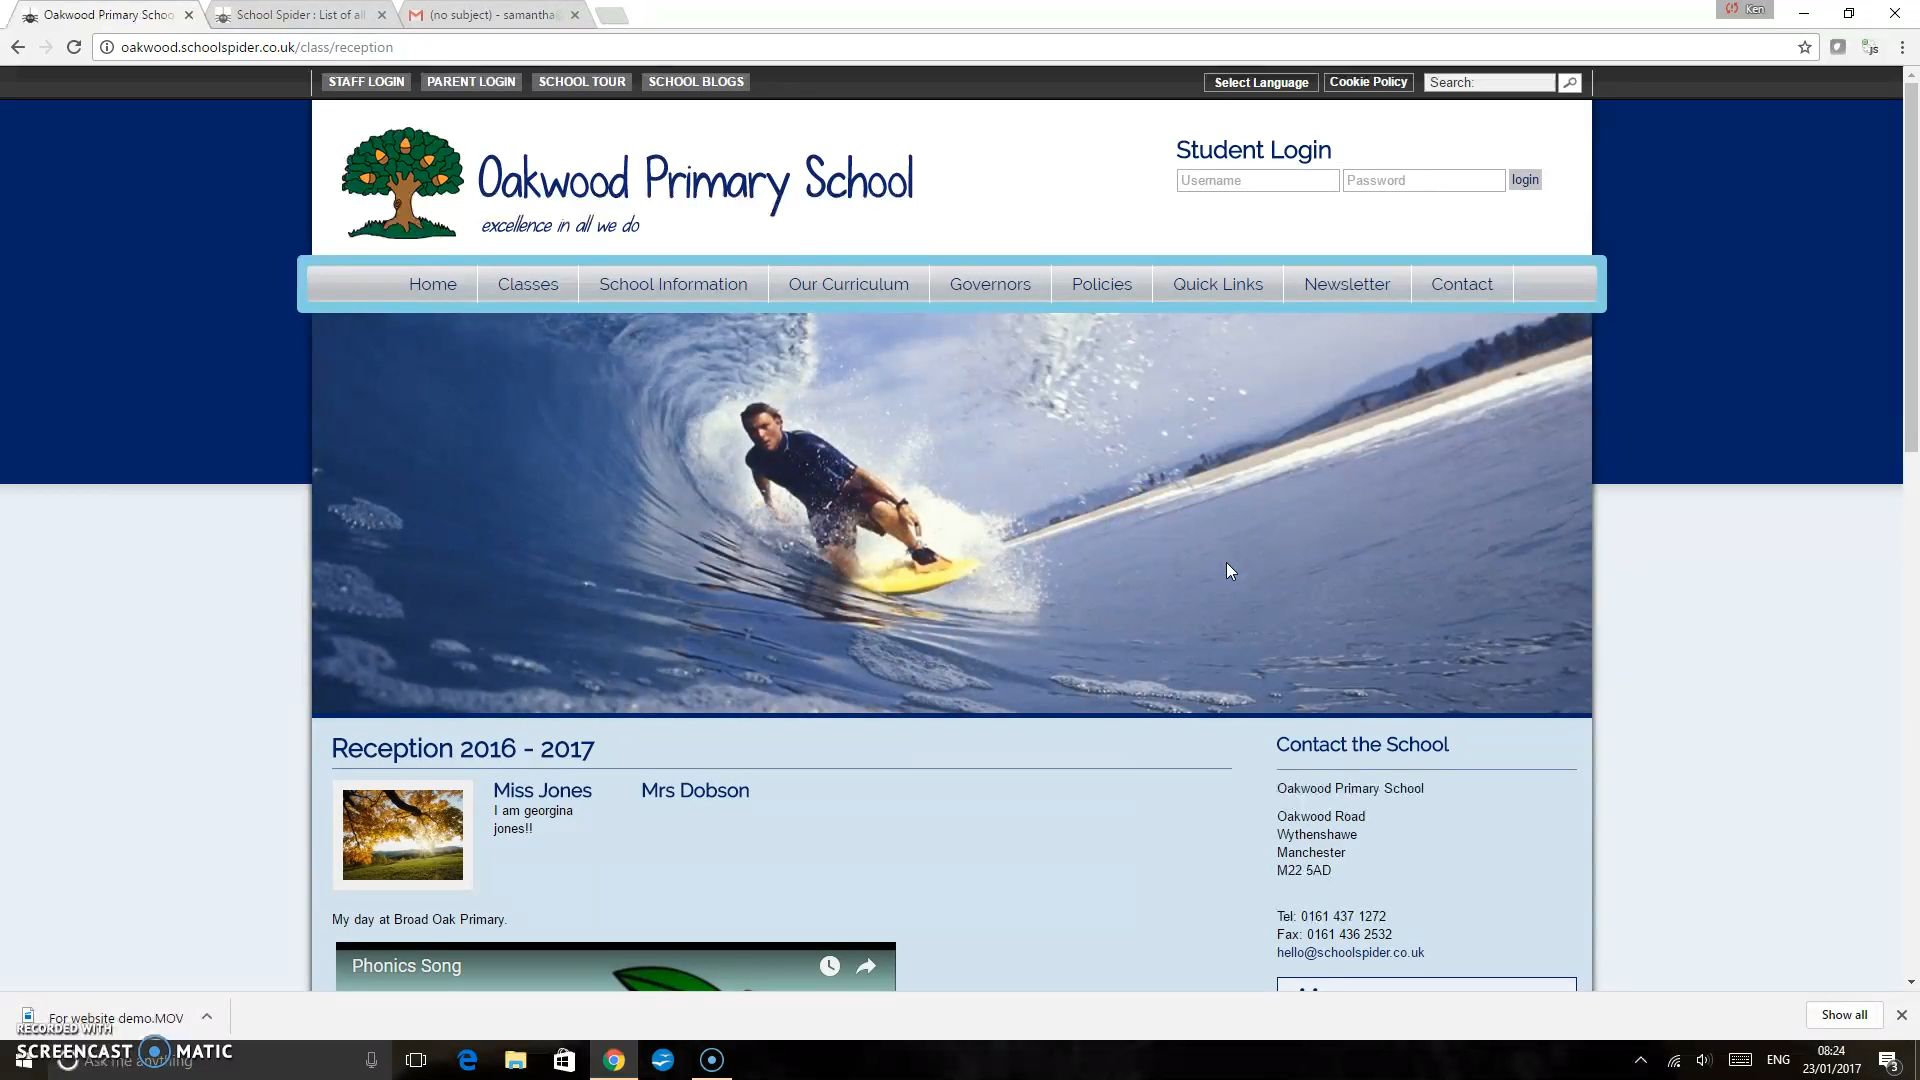 Oakwood Primary Schoo
School Spider : List of all
(no subject) - samantha@
Ken
oakwood.schoolspider.co.uk/class/reception
STAFF LOGIN
PARENT LOGIN
SCHOOL TOUR
SCHOOL BLOGS
Select Language
Cookie Policy
Search:
Oakwood Primary School
excellence in all we do
Student Login
Username
Password
login
Home
Classes
School Information
Our Curriculum
Governors
Policies
Quick Links
Newsletter
Contact
Reception 2016 - 2017
Miss Jones
I am georgina
jones!!
Mrs Dobson
My day at Broad Oak Primary.
Phonics Song
Contact the School
Oakwood Primary School
Oakwood Road
Wythenshawe
Manchester
M22 5AD
Tel: 0161 437 1272
Fax: 0161 436 2532
hello@schoolspider.co.uk
For website demo.MOV
Show all
RECORDED WITH
SCREENCAST MATIC
Ask me anything
ENG
08:24
23/01/2017
3